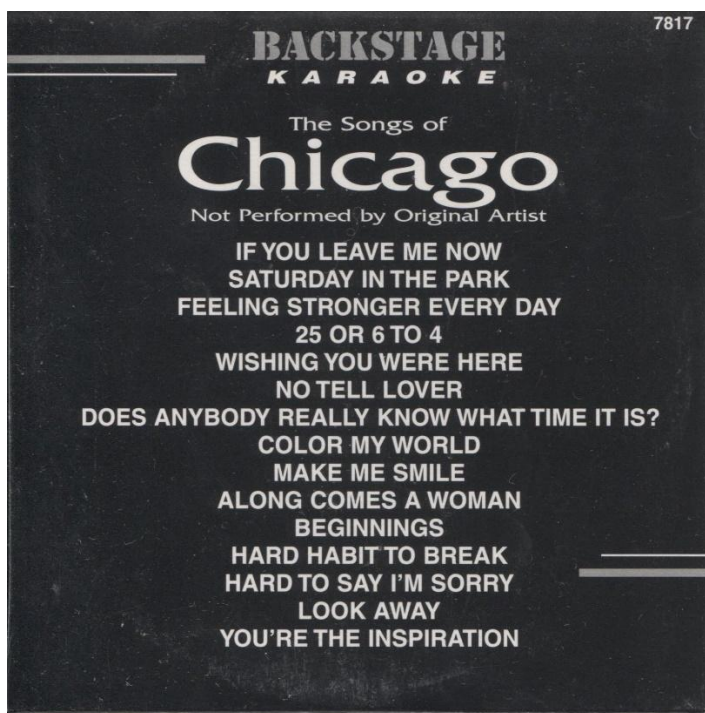 7817
BACKSTAGE
KARAOKE
The Songs of
Chicago
Not Performed by Original Artist
IF YOU LEAVE ME NOW
SATURDAY IN THE PARK
FEELING STRONGER EVERY DAY
25 OR 6 TO 4
WISHING YOU WERE HERE
NO TELL LOVER
DOES ANYBODY REALLY KNOW WHAT TIME IT IS?
COLOR MY WORLD
MAKE ME SMILE
ALONG COMES A WOMAN
BEGINNINGS
HARD HABIT TO BREAK
HARD TO SAY I'M SORRY
LOOK AWAY
YOU'RE THE INSPIRATION